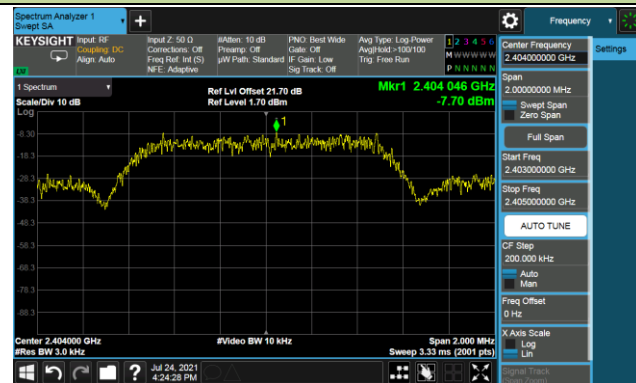 Spectrum Analyzer 1
Swept SA
+
Frequency
KEYSIGHT
Input: RF
Coupling: DC
Align: Auto
Input Z: 50 Ω
Corrections: Off
Freq Ref: Int (S)
NFE: Adaptive
#Atten: 10 dB
Preamp: Off
µW Path: Standard
PNO: Best Wide
Gate: Off
IF Gain: Low
Sig Track: Off
Avg Type: Log-Power
Avg|Hold >100/100
Trig: Free Run
1 2 3 4 5 6
M W W W W W
P N N N N N
Center Frequency
2.404000000 GHz
Settings
1 Spectrum
Scale/Div 10 dB
Log
Ref Lvl Offset 21.70 dB
Ref Level 1.70 dBm
Mkr1 2.404 046 GHz
-7.70 dBm
1
-8.30
-18.3
-28.3
-38.3
-48.3
-58.3
-68.3
-78.3
-88.3
Span
2.00000000 MHz
Swept Span
Zero Span
Full Span
Start Freq
2.403000000 GHz
Stop Freq
2.405000000 GHz
AUTO TUNE
CF Step
200.000 kHz
Auto
Man
Freq Offset
0 Hz
X Axis Scale
Log
Lin
Signal Track
(Span Zoom)
Center 2.404000 GHz
#Res BW 3.0 kHz
#Video BW 10 kHz
Span 2.000 MHz
Sweep 3.33 ms (2001 pts)
?
Jul 24, 2021
4:24:28 PM